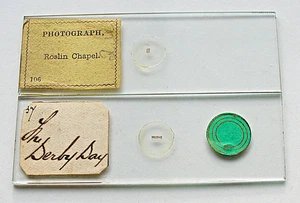 PHOTOGRAPH,
Roslin Chapel.
106
37
The
Derby Day